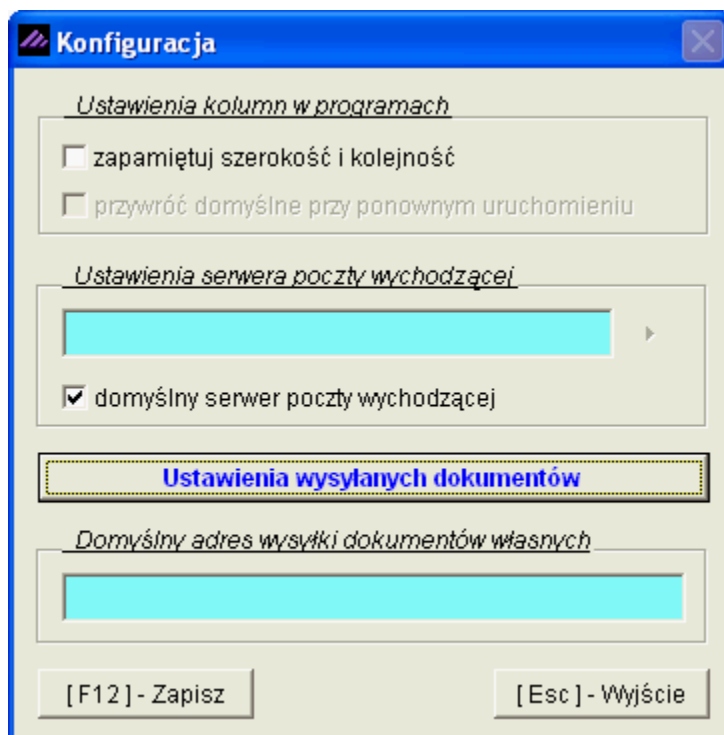 Konfiguracja
Ustawienia kolumn w programach
zapamiętuj szerokość i kolejność
przywróć domyślne przy ponownym uruchomieniu
Ustawienia serwera poczty wychodzącej
domyślny serwer poczty wychodzącej
Ustawienia wysyłanych dokumentów
Domyślny adres wysyłki dokumentów własnych
[ F12 ] - Zapisz
[ Esc ] - Wyjście